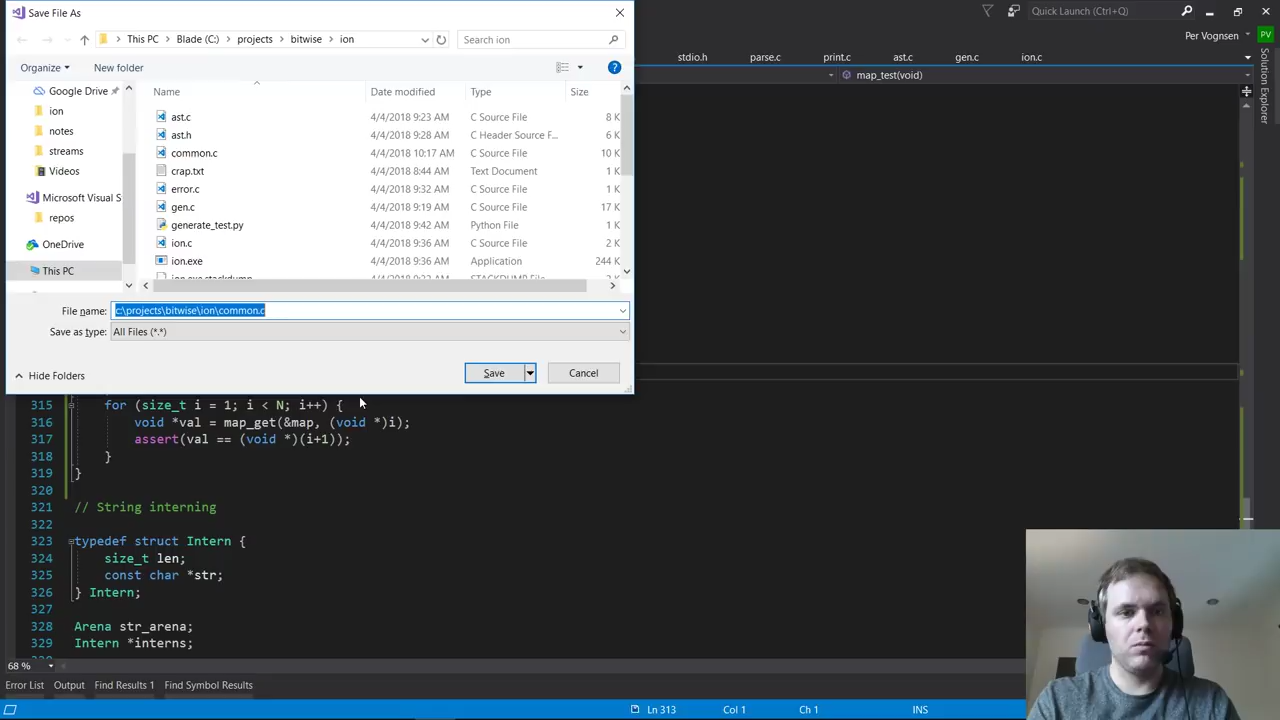 Save File As
Quick Launch (Ctrl+Q)
This PC > Blade (C:) > projects > bitwise > ion
Search ion
Per Vognsen
PV
Organize
New folder
stdio.h
parse.c
print.c
ast.c
gen.c
ion.c
map_test(void)
Solution Explorer
Google Drive
ion
notes
streams
Videos
Microsoft Visual S
repos
OneDrive
This PC
Name Date modified Type Size
ast.c 4/4/2018 9:23 AM C Source File 8 K
ast.h 4/4/2018 9:28 AM C Header Source F... 6 K
common.c 4/4/2018 10:17 AM C Source File 10 K
crap.txt 4/4/2018 8:44 AM Text Document 1 K
error.c 4/4/2018 9:32 AM C Source File 1 K
gen.c 4/4/2018 9:19 AM C Source File 17 K
generate_test.py 4/4/2018 9:42 AM Python File 1 K
ion.c 4/4/2018 9:36 AM C Source File 2 K
ion.exe 4/4/2018 9:36 AM Application 244 K
File name: c:\projects\bitwise\ion\common.c
Save as type: All Files (*.*)
Hide Folders
Save
Cancel
315 for (size_t i = 1; i < N; i++) {
316 void *val = map_get(&map, (void *)i);
317 assert(val == (void *)(i+1));
318 }
319 }
320
321 // String interning
322
323 typedef struct Intern {
324 size_t len;
325 const char *str;
326 } Intern;
327
328 Arena str_arena;
329 Intern *interns;
68 %
Error List
Output
Find Results 1
Find Symbol Results
Ln 313
Col 1
Ch 1
INS